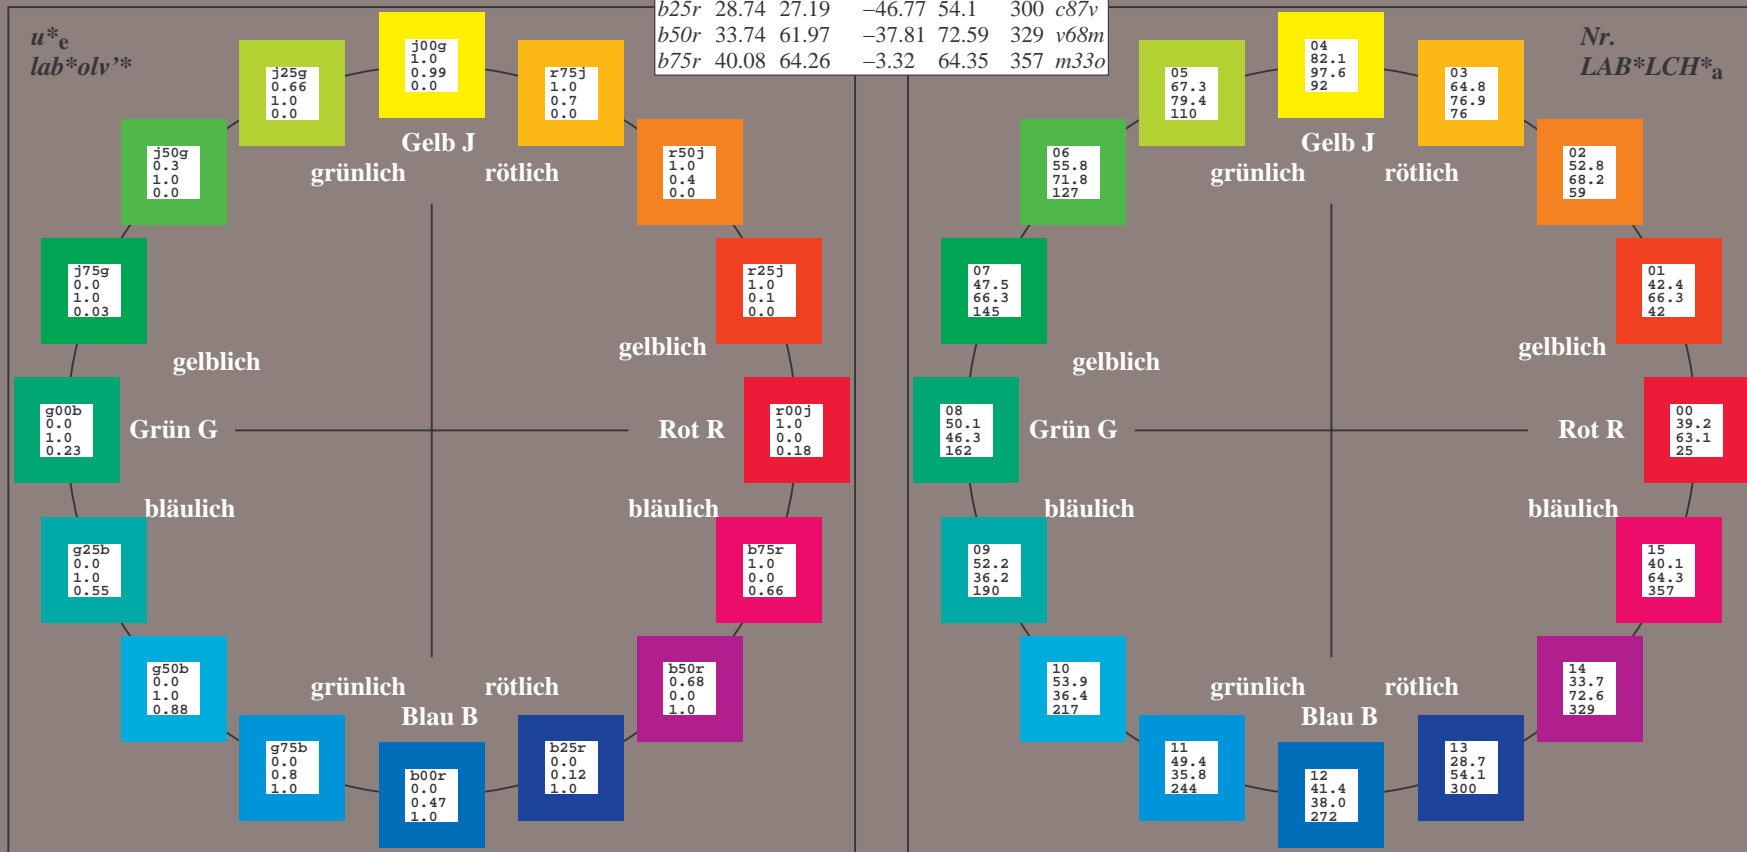 b25r 28.74 27.19 −46.77 54.1 300 c87v
b50r 33.74 61.97 −37.81 72.59 329 v68m
b75r 40.08 64.26 −3.32 64.35 357 m33o
u*e
lab*olv'*
j00g
1.0
0.99
0.0
j25g
0.66
1.0
0.0
r75j
1.0
0.7
0.0
j50g
0.3
1.0
0.0
r50j
1.0
0.4
0.0
Gelb J
grünlich rötlich
j75g
0.0
1.0
0.03
r25j
1.0
0.1
0.0
gelblich
gelblich
g00b
0.0
1.0
0.23
Grün G
Rot R
r00j
1.0
0.0
0.18
bläulich
bläulich
g25b
0.0
1.0
0.55
b75r
1.0
0.0
0.66
g50b
0.0
1.0
0.88
b50r
0.68
0.0
1.0
grünlich rötlich
Blau B
g75b
0.0
0.8
1.0
b00r
0.0
0.47
1.0
b25r
0.0
0.12
1.0
Nr.
LAB*LCH*a
04
82.1
97.6
92
05
67.3
79.4
110
03
64.8
76.9
76
06
55.8
71.8
127
02
52.8
68.2
59
Gelb J
grünlich rötlich
07
47.5
66.3
145
01
42.4
66.3
42
gelblich
gelblich
08
50.1
46.3
162
Grün G
Rot R
00
39.2
63.1
25
bläulich
bläulich
09
52.2
36.2
190
15
40.1
64.3
357
10
53.9
36.4
217
14
33.7
72.6
329
grünlich rötlich
Blau B
11
49.4
35.8
244
12
41.4
38.0
272
13
28.7
54.1
300